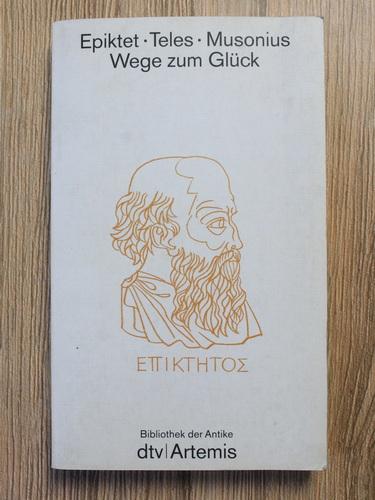 Epiktet · Teles · Musonius
Wege zum Glück
ΕΠΙΚΤΗΤΟΣ
Bibliothek der Antike
dtv|Artemis